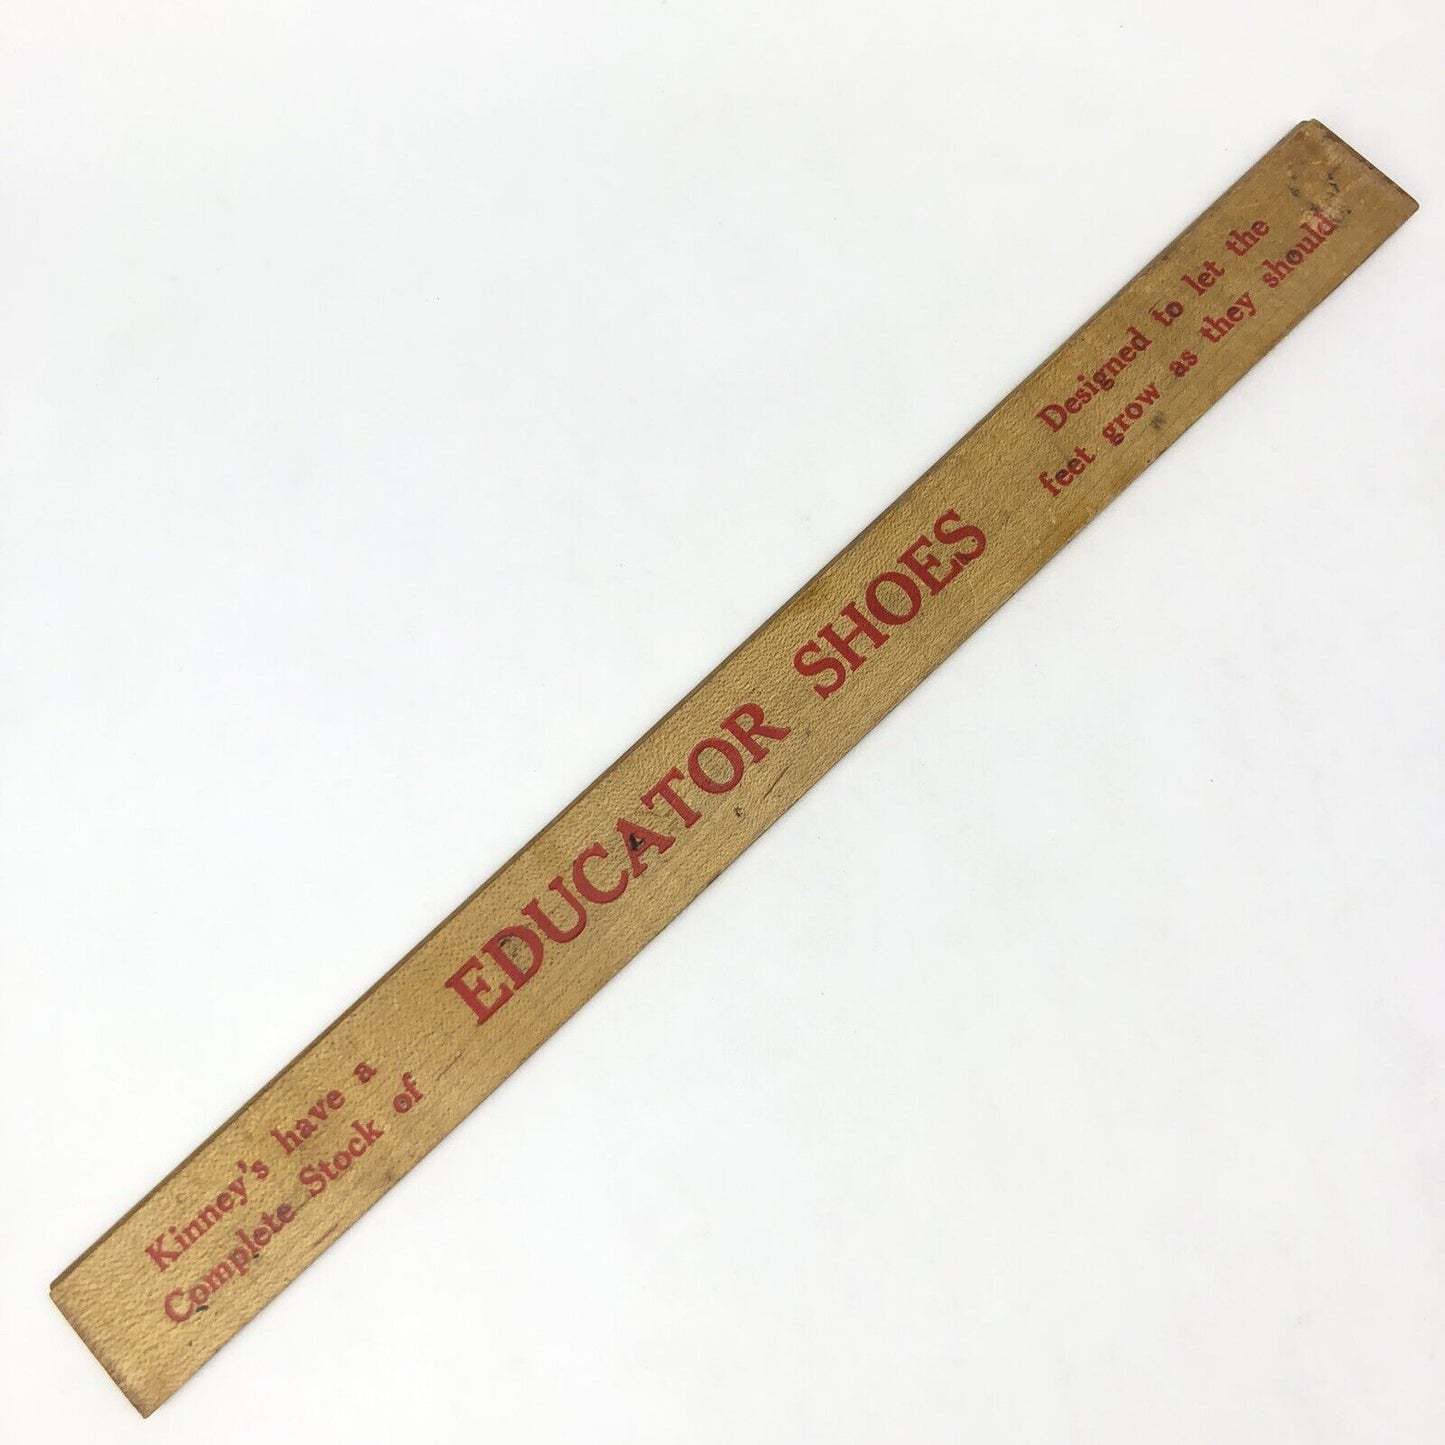 Kinney's have a
Complete Stock of
EDUCATOR SHOES
Designed to let the
feet grow as they should